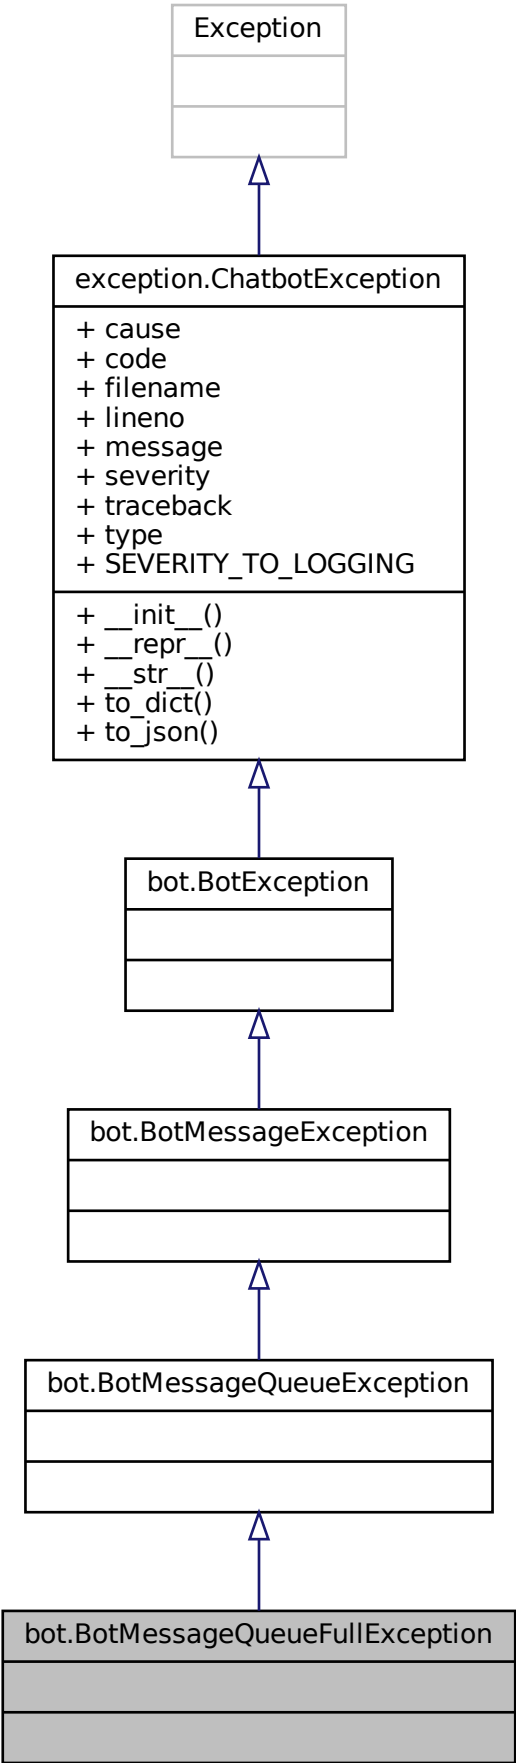 Exception
exception.ChatbotException
+ cause
+ code
+ filename
+ lineno
+ message
+ severity
+ traceback
+ type
+ SEVERITY_TO_LOGGING
+ __init__()
+ __repr__()
+ __str__()
+ to_dict()
+ to_json()
bot.BotException
bot.BotMessageException
bot.BotMessageQueueException
bot.BotMessageQueueFullException